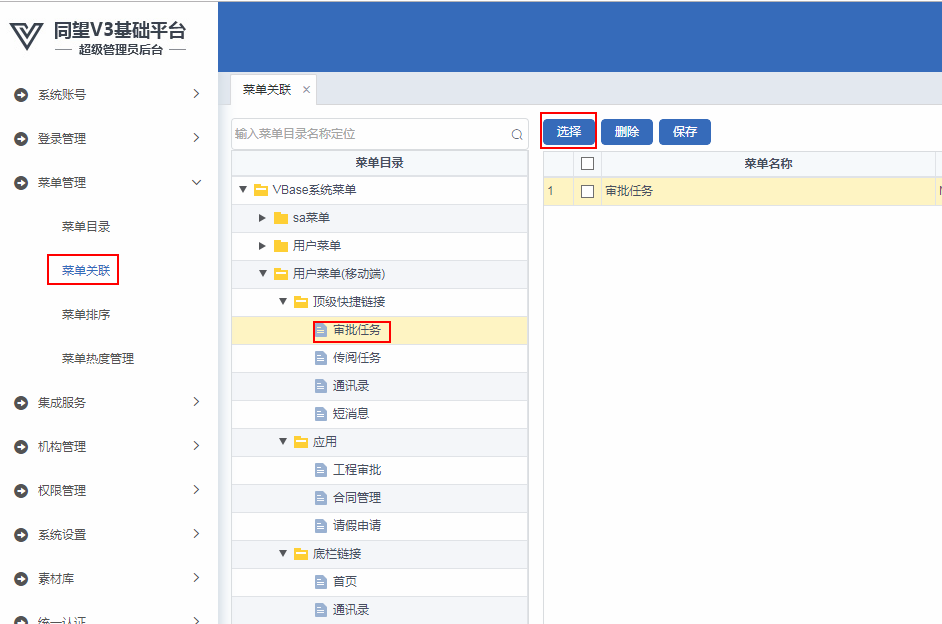 同望V3基础平台
超级管理员后台
系统账号
登录管理
菜单管理
菜单目录
菜单关联
菜单排序
菜单热度管理
集成服务
机构管理
权限管理
系统设置
素材库
统一认证
菜单关联 ×
输入菜单目录名称定位
菜单目录
VBase系统菜单
sa菜单
用户菜单
用户菜单(移动端)
顶级快捷链接
审批任务
传阅任务
通讯录
短消息
应用
工程审批
合同管理
请假申请
底栏链接
首页
通讯录
选择 删除 保存
菜单名称
1 审批任务